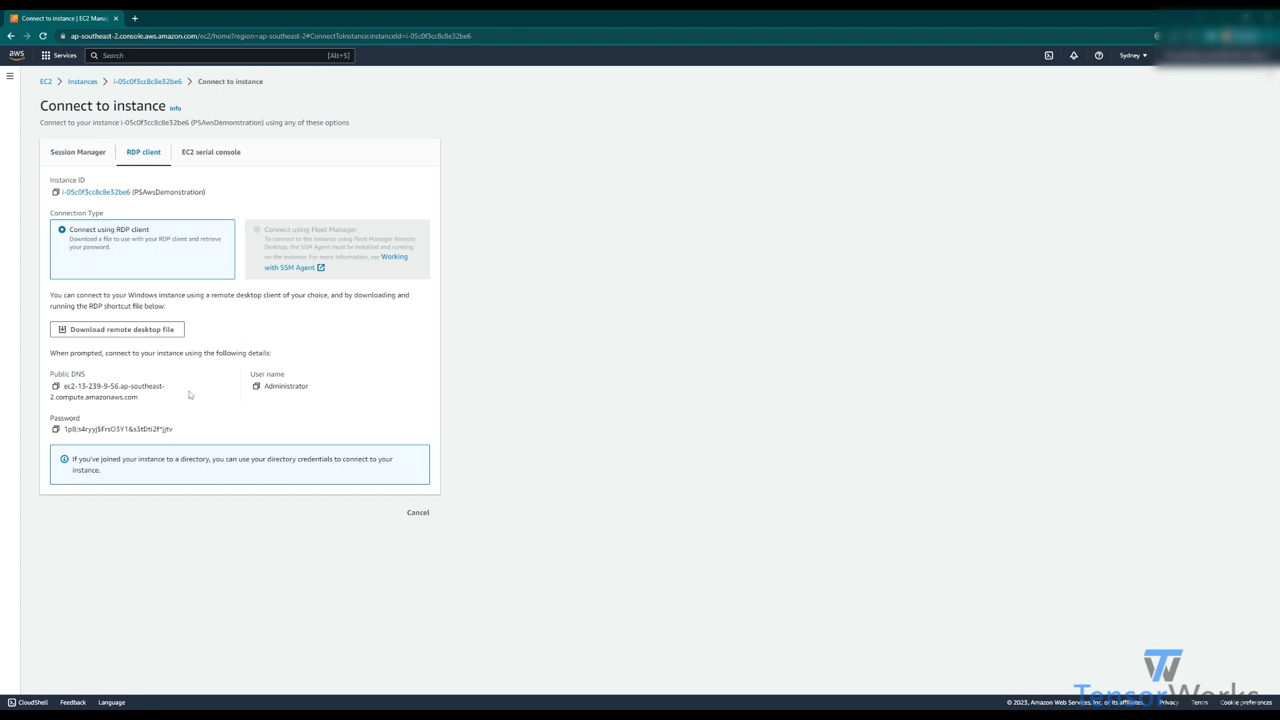 Connect to instance | EC2 Mana
ap-southeast-2.console.aws.amazon.com/ec2/home?region=ap-southeast-2#ConnectToInstance:instanceId=i-05c0f3cc8c8e32be6
aws Services Search [Alt+S] Sydney
EC2 > Instances > i-05c0f3cc8c8e32be6 > Connect to instance
Connect to instance Info
Connect to your instance i-05c0f3cc8c8e32be6 (PSAwsDemonstration) using any of these options
Session Manager RDP client EC2 serial console
Instance ID
i-05c0f3cc8c8e32be6 (PSAwsDemonstration)
Connection Type
Connect using RDP client
Download a file to use with your RDP client and retrieve
your password.
Connect using Fleet Manager
To connect to the instance using Fleet Manager Remote
Desktop, the SSM Agent must be installed and running
on the instance. For more information, see Working
with SSM Agent
You can connect to your Windows instance using a remote desktop client of your choice, and by downloading and
running the RDP shortcut file below:
Download remote desktop file
When prompted, connect to your instance using the following details:
Public DNS
ec2-13-239-9-56.ap-southeast-
2.compute.amazonaws.com
User name
Administrator
Password
If you've joined your instance to a directory, you can use your directory credentials to connect to your
instance.
Cancel
TensorWorks
CloudShell Feedback Language © 2023, Amazon Web Services, Inc. or its affiliates. Privacy Terms Cookie preferences